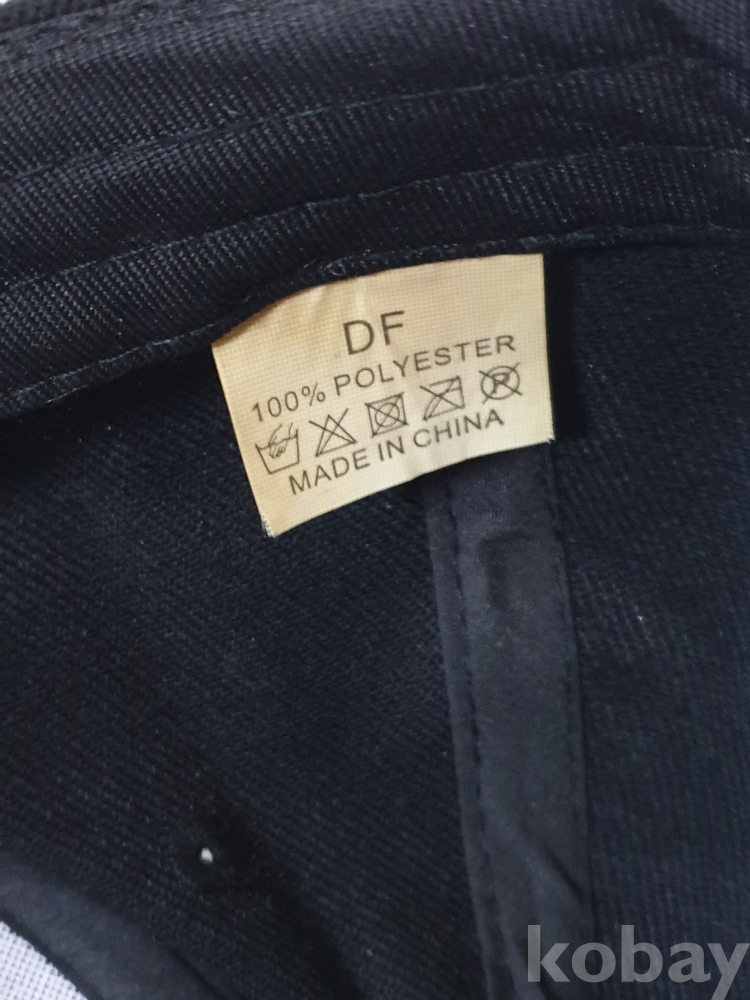 DF
100% POLYESTER
MADE IN CHINA
kobay